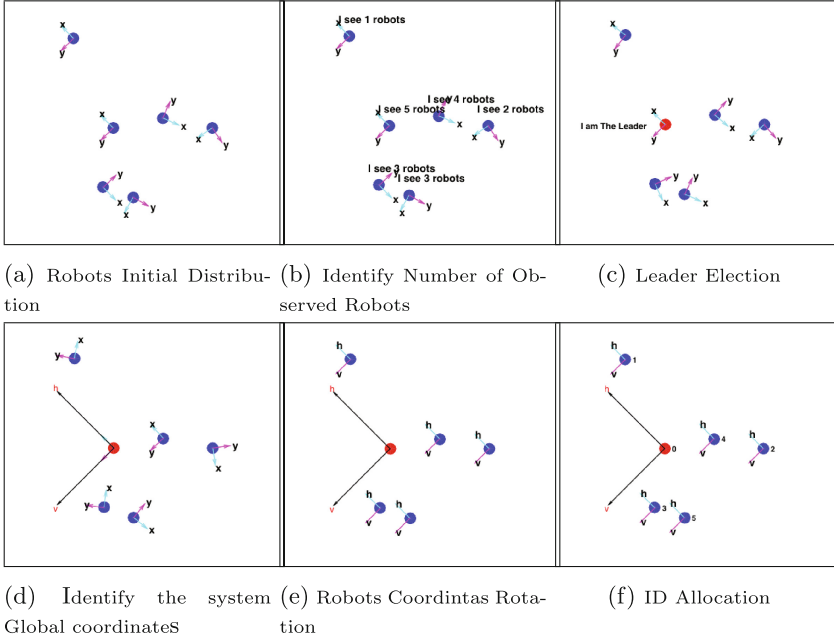 x
y
y
x
y
x
x
y
y
x
y
x
I see 1 robots
x
y
I see 4 robots
y
I see 5 robots
I see 2 robots
x
y
x
x
y
I see 3 robots
y
I see 3 robots
x
x
y
x
y
I am The Leader
x
y
y
x
x
y
y
x
y
x
(a) Robots Initial Distribu-
tion
(b) Identify Number of Ob-
served Robots
(c) Leader Election
x
y
h
x
y
y
x
v
x
y
y
x
h
v
h
v
h
v
h
v
h
v
h
v
h
v
1
h
v
0
h
v
4
h
v
2
h
v
3
h
v
5
(d) Identify the system
Global coordinates
(e) Robots Coordintas Rota-
tion
(f) ID Allocation